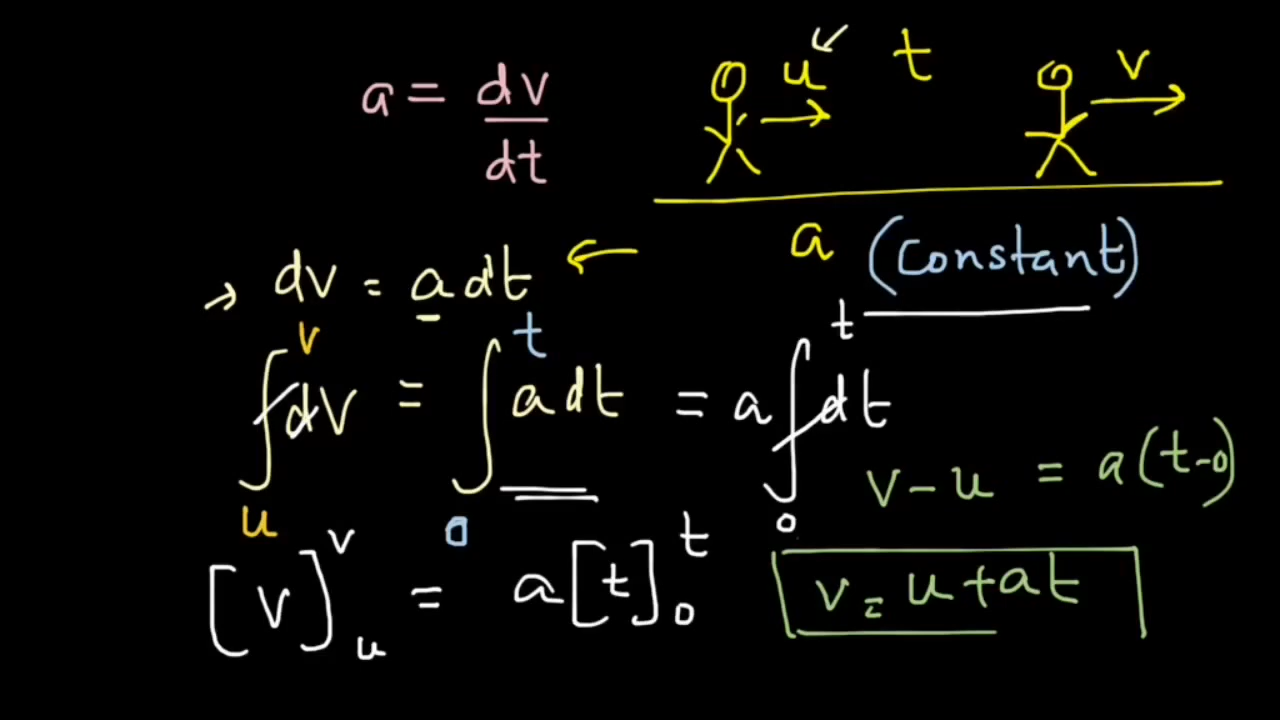 a = dv/dt
u t v
a (constant)
→ dv = a dt ←
∫_u^v dv = ∫_0^t a dt = a ∫_0^t dt
v - u = a(t-0)
[v]_u^v = a[t]_0^t
v = u + at